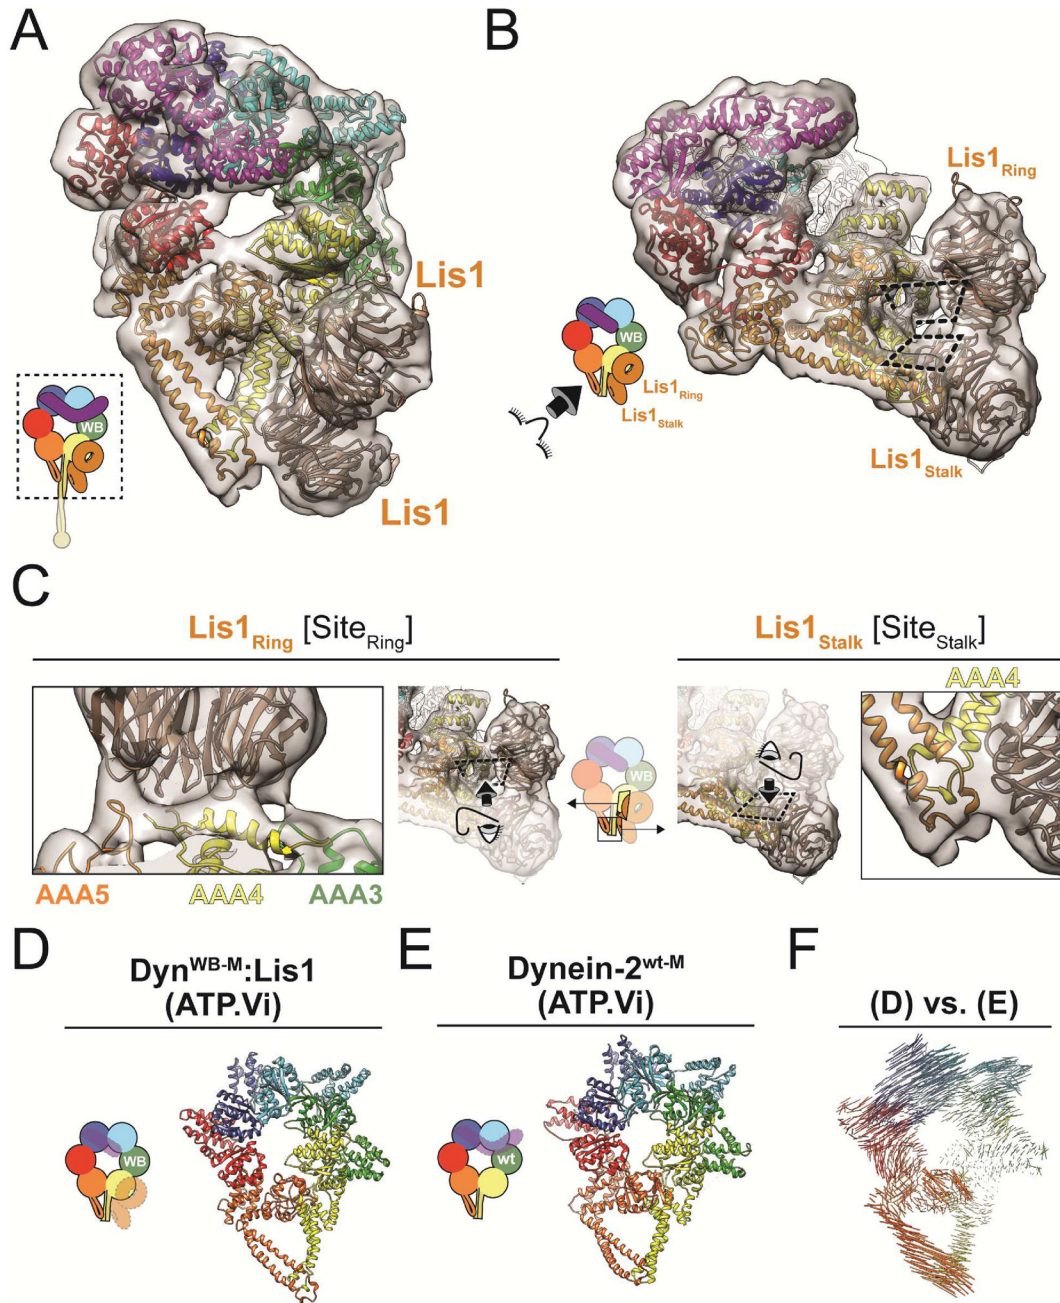 A
B
Lis1
Lis1
WB
Lis1Ring
WB
Lis1Ring
Lis1Stalk
Lis1Stalk
C
Lis1Ring [SiteRing]
Lis1Stalk [SiteStalk]
AAA4
WB
AAA5
AAA4
AAA3
D
DynWB-M:Lis1
(ATP.Vi)
WB
E
Dynein-2wt-M
(ATP.Vi)
wt
F
(D) vs. (E)